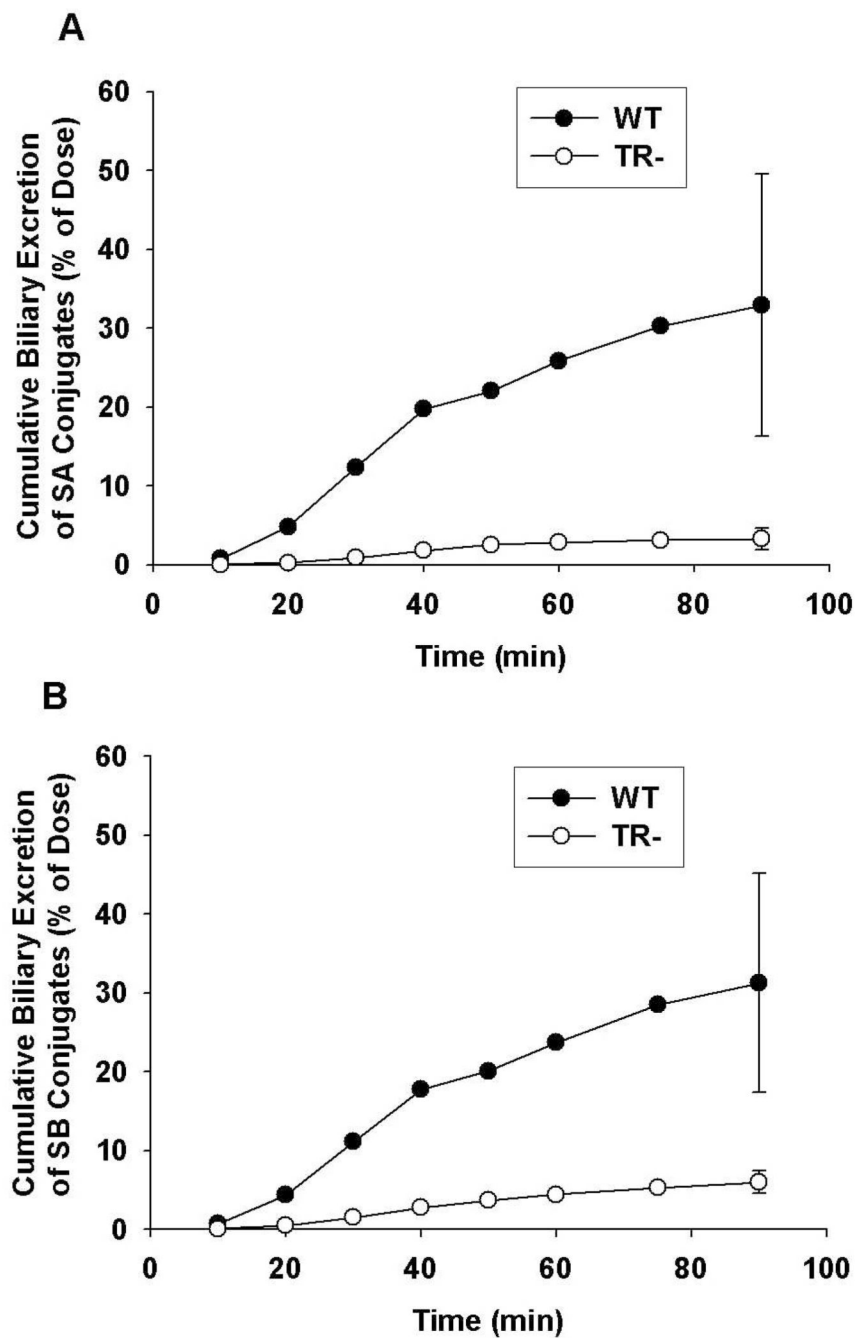 A
60
50
40
30
20
10
0
Cumulative Biliary Excretion
of SA Conjugates (% of Dose)
WT
TR-
0 20 40 60 80 100
Time (min)
B
60
50
40
30
20
10
0
Cumulative Biliary Excretion
of SB Conjugates (% of Dose)
WT
TR-
0 20 40 60 80 100
Time (min)